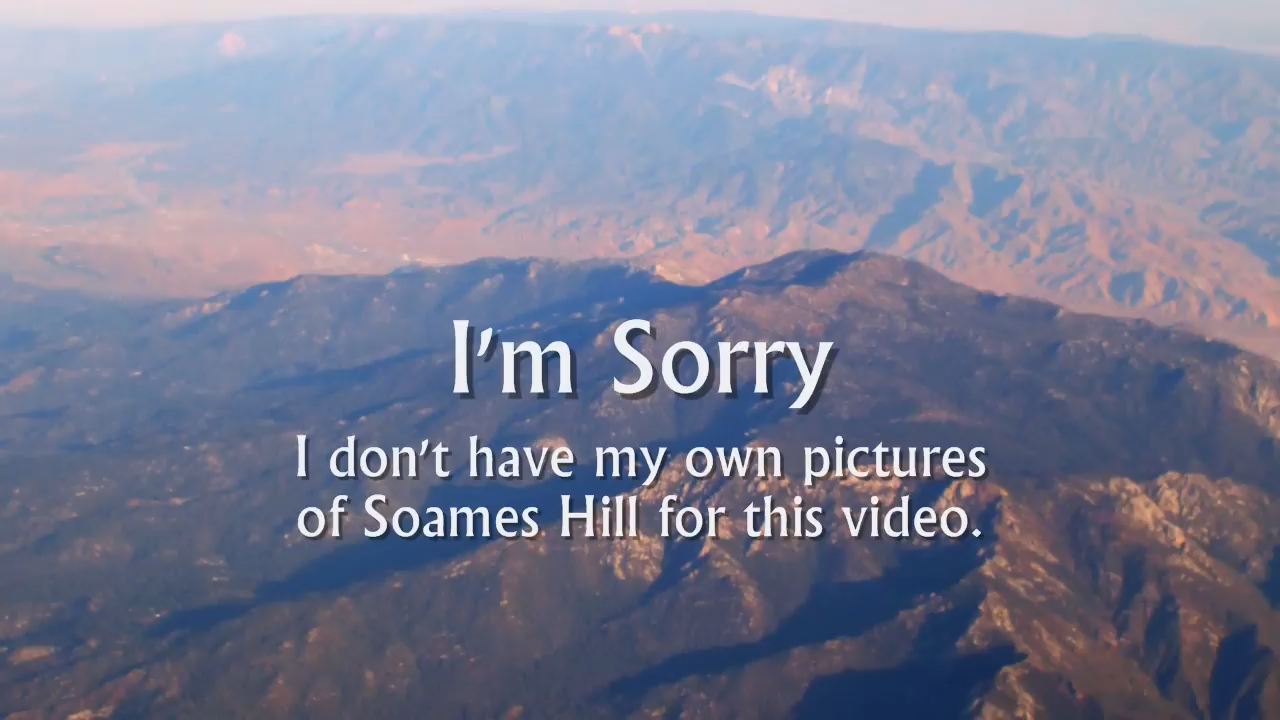 I'm Sorry
I don't have my own pictures
of Soames Hill for this video.